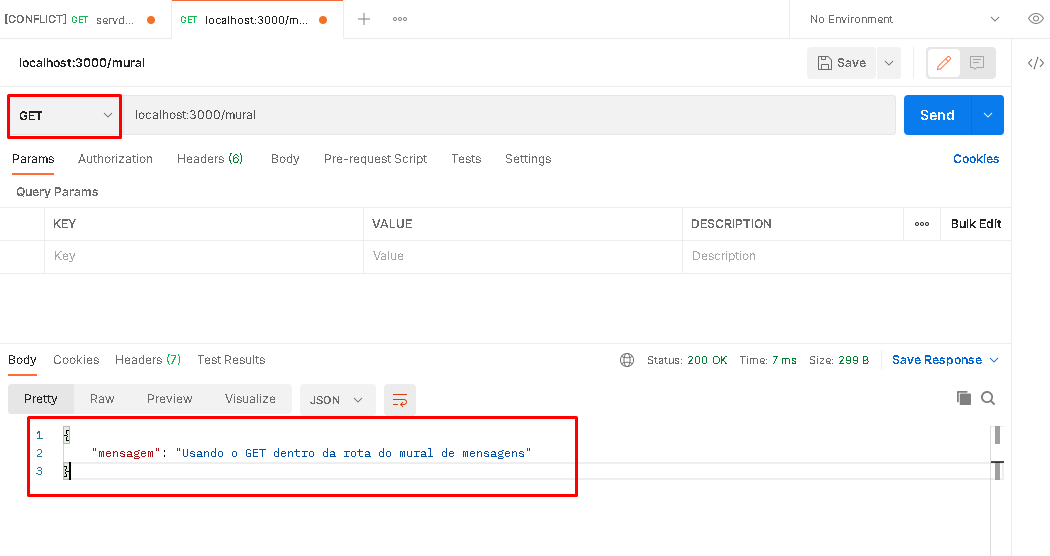 [CONFLICT] GET servd... GET localhost:3000/m... No Environment
localhost:3000/mural Save
GET localhost:3000/mural Send
Params Authorization Headers (6) Body Pre-request Script Tests Settings Cookies
Query Params
KEY VALUE DESCRIPTION Bulk Edit
Key Value Description
Body Cookies Headers (7) Test Results Status: 200 OK Time: 7 ms Size: 299 B Save Response
Pretty Raw Preview Visualize JSON
1 {
2 "mensagem": "Usando o GET dentro da rota do mural de mensagens"
3 }